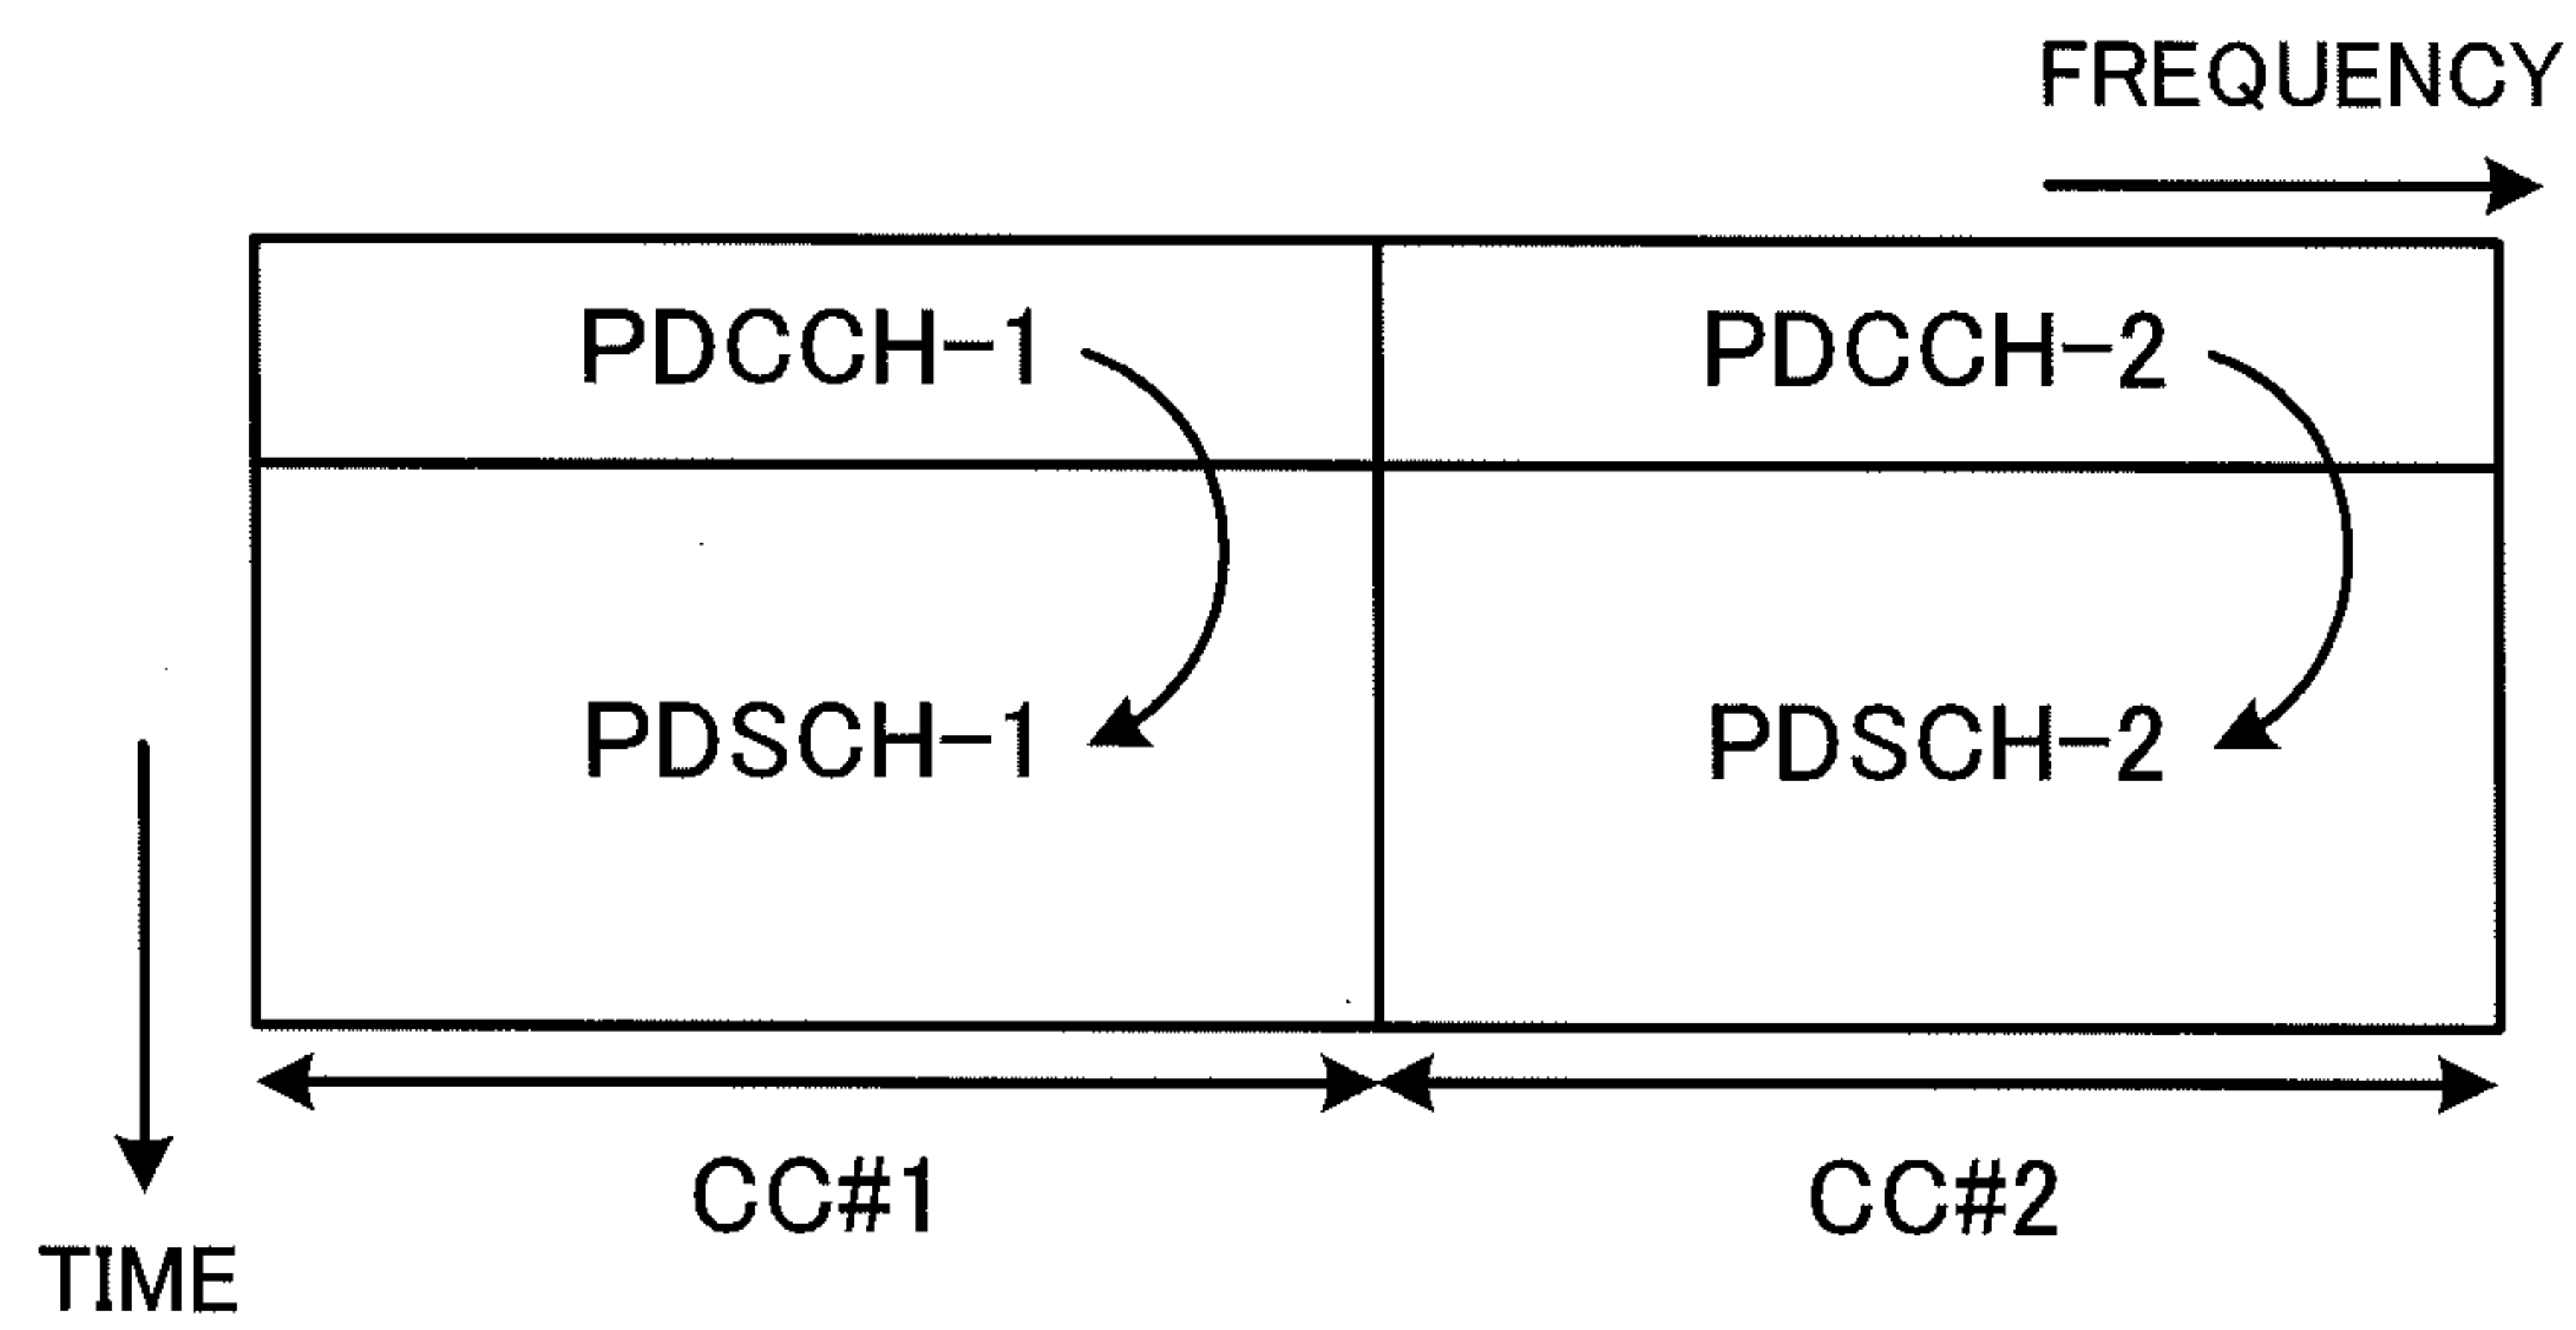 FREQUENCY
PDCCH-1
PDCCH-2
PDSCH-1
PDSCH-2
CC#1
CC#2
TIME